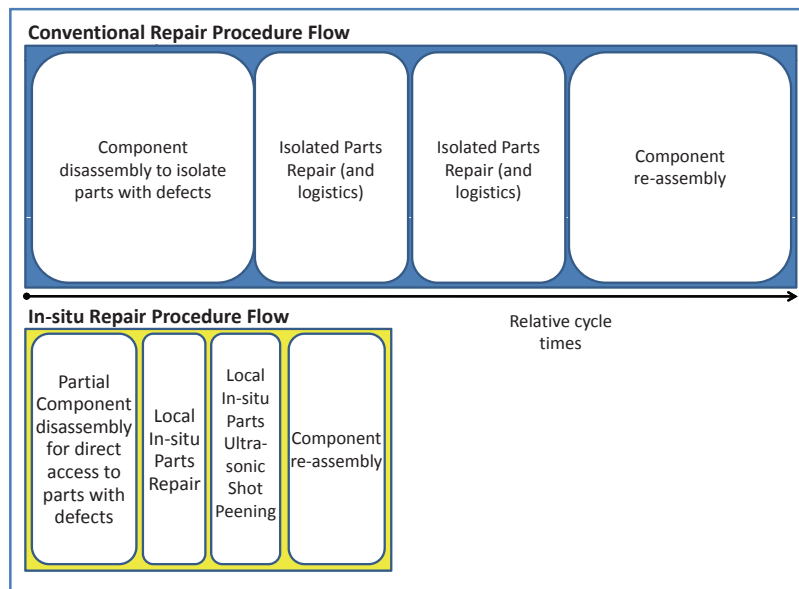 Conventional Repair Procedure Flow
Component
disassembly to isolate
parts with defects
Isolated Parts
Repair (and
logistics)
Isolated Parts
Repair (and
logistics)
Component
re-assembly
Relative cycle
times
In-situ Repair Procedure Flow
Partial
Component
disassembly
for direct
access to
parts with
defects
Local
In-situ
Parts
Repair
Local
In-situ
Parts
Ultra-
sonic
Shot
Peening
Component
re-assembly